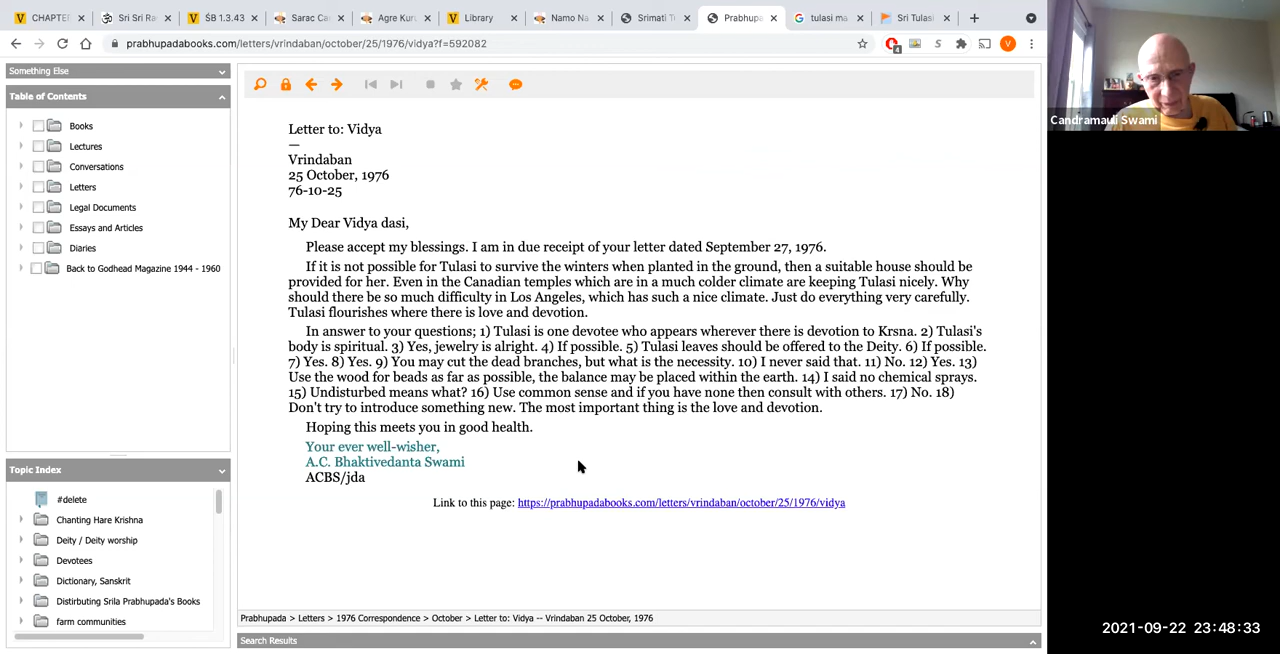 CHAPTE
Sri Sri Ra
ŚB 1.3.43
Sarac Ca
Agre Kuru
Library
Namo Na
Srimati T
Prabhupa
tulasi ma
Sri Tulasi
prabhupadabooks.com/letters/vrindaban/october/25/1976/vidya?f=592082
4
S
V
Something Else
Table of Contents
Books
Lectures
Conversations
Letters
Legal Documents
Essays and Articles
Diaries
Back to Godhead Magazine 1944 - 1960
Topic Index
#delete
Chanting Hare Krishna
Deity / Deity worship
Devotees
Dictionary, Sanskrit
Distirbuting Srila Prabhupada's Books
farm communities
Letter to: Vidya
—
Vrindaban
25 October, 1976
76-10-25
My Dear Vidya dasi,
Please accept my blessings. I am in due receipt of your letter dated September 27, 1976.
If it is not possible for Tulasi to survive the winters when planted in the ground, then a suitable house should be
provided for her. Even in the Canadian temples which are in a much colder climate are keeping Tulasi nicely. Why
should there be so much difficulty in Los Angeles, which has such a nice climate. Just do everything very carefully.
Tulasi flourishes where there is love and devotion.
In answer to your questions; 1) Tulasi is one devotee who appears wherever there is devotion to Krsna. 2) Tulasi's
body is spiritual. 3) Yes, jewelry is alright. 4) If possible. 5) Tulasi leaves should be offered to the Deity. 6) If possible.
7) Yes. 8) Yes. 9) You may cut the dead branches, but what is the necessity. 10) I never said that. 11) No. 12) Yes. 13)
Use the wood for beads as far as possible, the balance may be placed within the earth. 14) I said no chemical sprays.
15) Undisturbed means what? 16) Use common sense and if you have none then consult with others. 17) No. 18)
Don't try to introduce something new. The most important thing is the love and devotion.
Hoping this meets you in good health.
Your ever well-wisher,
A.C. Bhaktivedanta Swami
ACBS/jda
Link to this page: https://prabhupadabooks.com/letters/vrindaban/october/25/1976/vidya
Prabhupada > Letters > 1976 Correspondence > October > Letter to: Vidya -- Vrindaban 25 October, 1976
Search Results
Candramauli Swami
2021-09-22 23:48:33